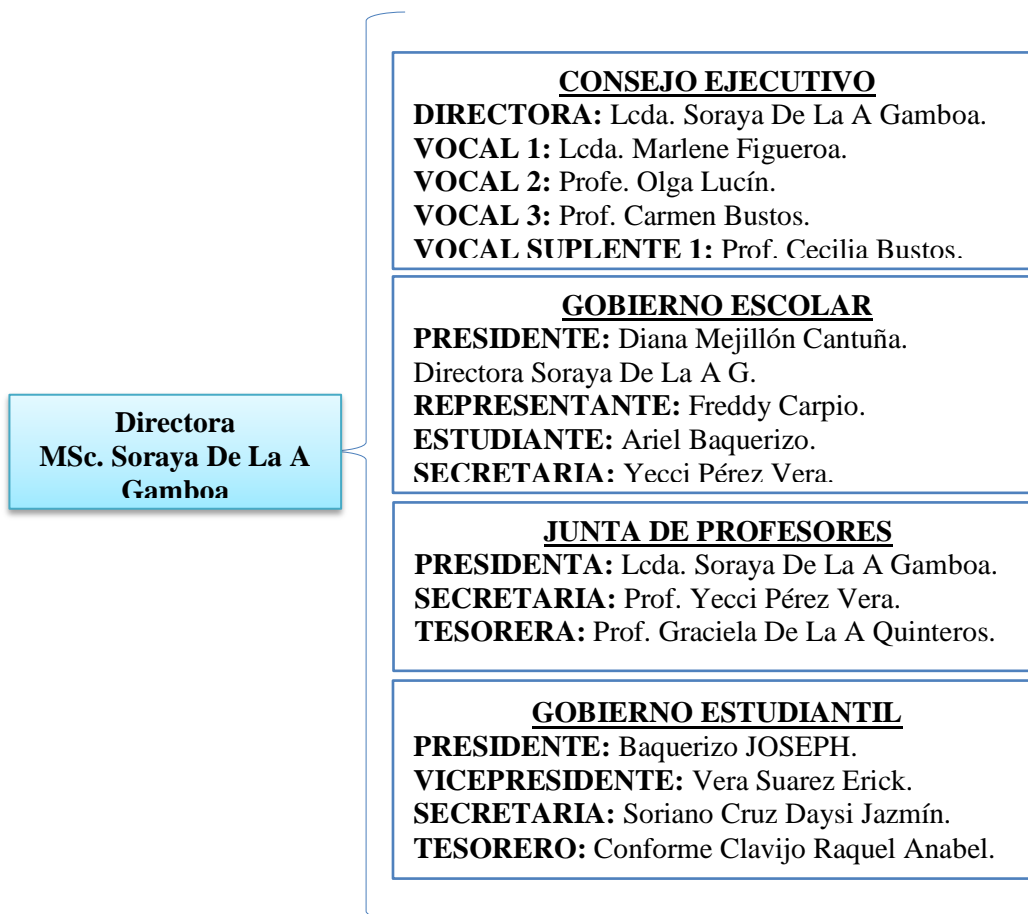 Directora
MSc. Soraya De La A
Gamboa
CONSEJO EJECUTIVO
DIRECTORA: Lcda. Soraya De La A Gamboa.
VOCAL 1: Lcda. Marlene Figueroa.
VOCAL 2: Profe. Olga Lucín.
VOCAL 3: Prof. Carmen Bustos.
VOCAL SUPLENTE 1: Prof. Cecilia Bustos.
GOBIERNO ESCOLAR
PRESIDENTE: Diana Mejillón Cantuña.
Directora Soraya De La A G.
REPRESENTANTE: Freddy Carpio.
ESTUDIANTE: Ariel Baquerizo.
SECRETARIA: Yecci Pérez Vera.
JUNTA DE PROFESORES
PRESIDENTA: Lcda. Soraya De La A Gamboa.
SECRETARIA: Prof. Yecci Pérez Vera.
TESORERA: Prof. Graciela De La A Quinteros.
GOBIERNO ESTUDIANTIL
PRESIDENTE: Baquerizo JOSEPH.
VICEPRESIDENTE: Vera Suarez Erick.
SECRETARIA: Soriano Cruz Daysi Jazmín.
TESORERO: Conforme Clavijo Raquel Anabel.